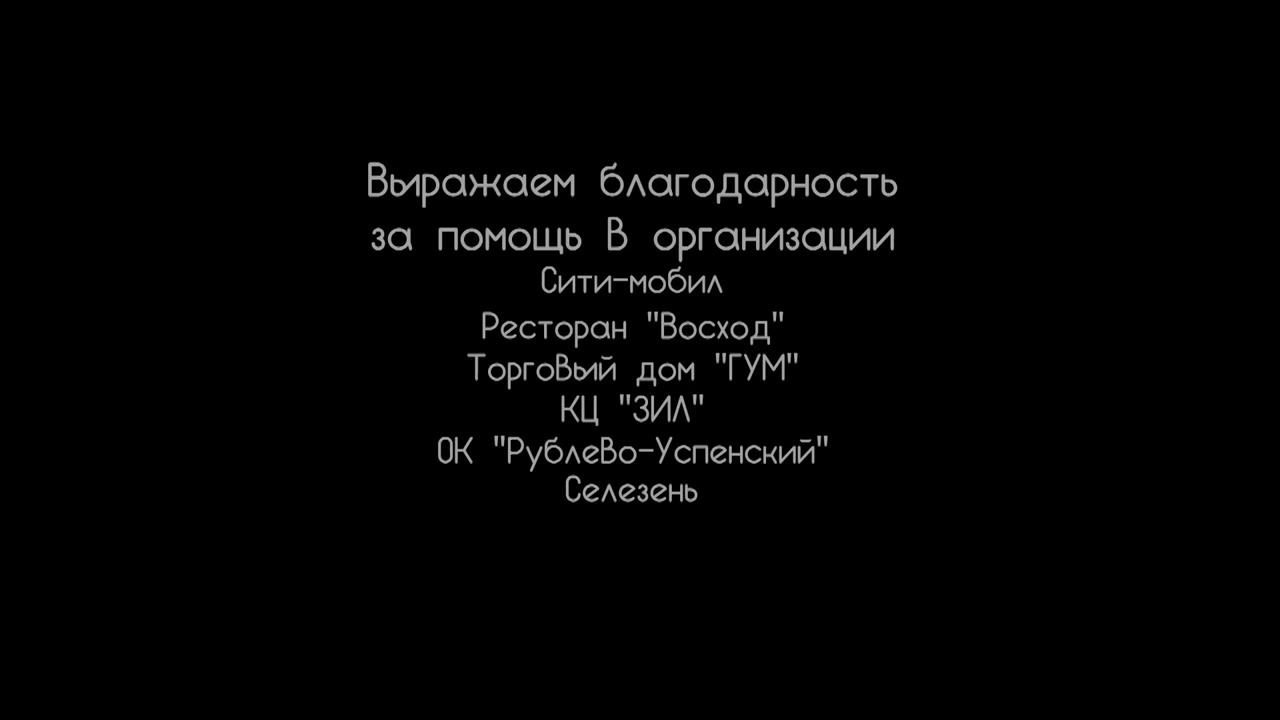 Выражаем благодарность
за помощь В организации
Сити-мобил
Ресторан "Восход"
Торговый дом "ГУМ"
КЦ "ЗИЛ"
ОК "Рублево-Успенский"
Селезень